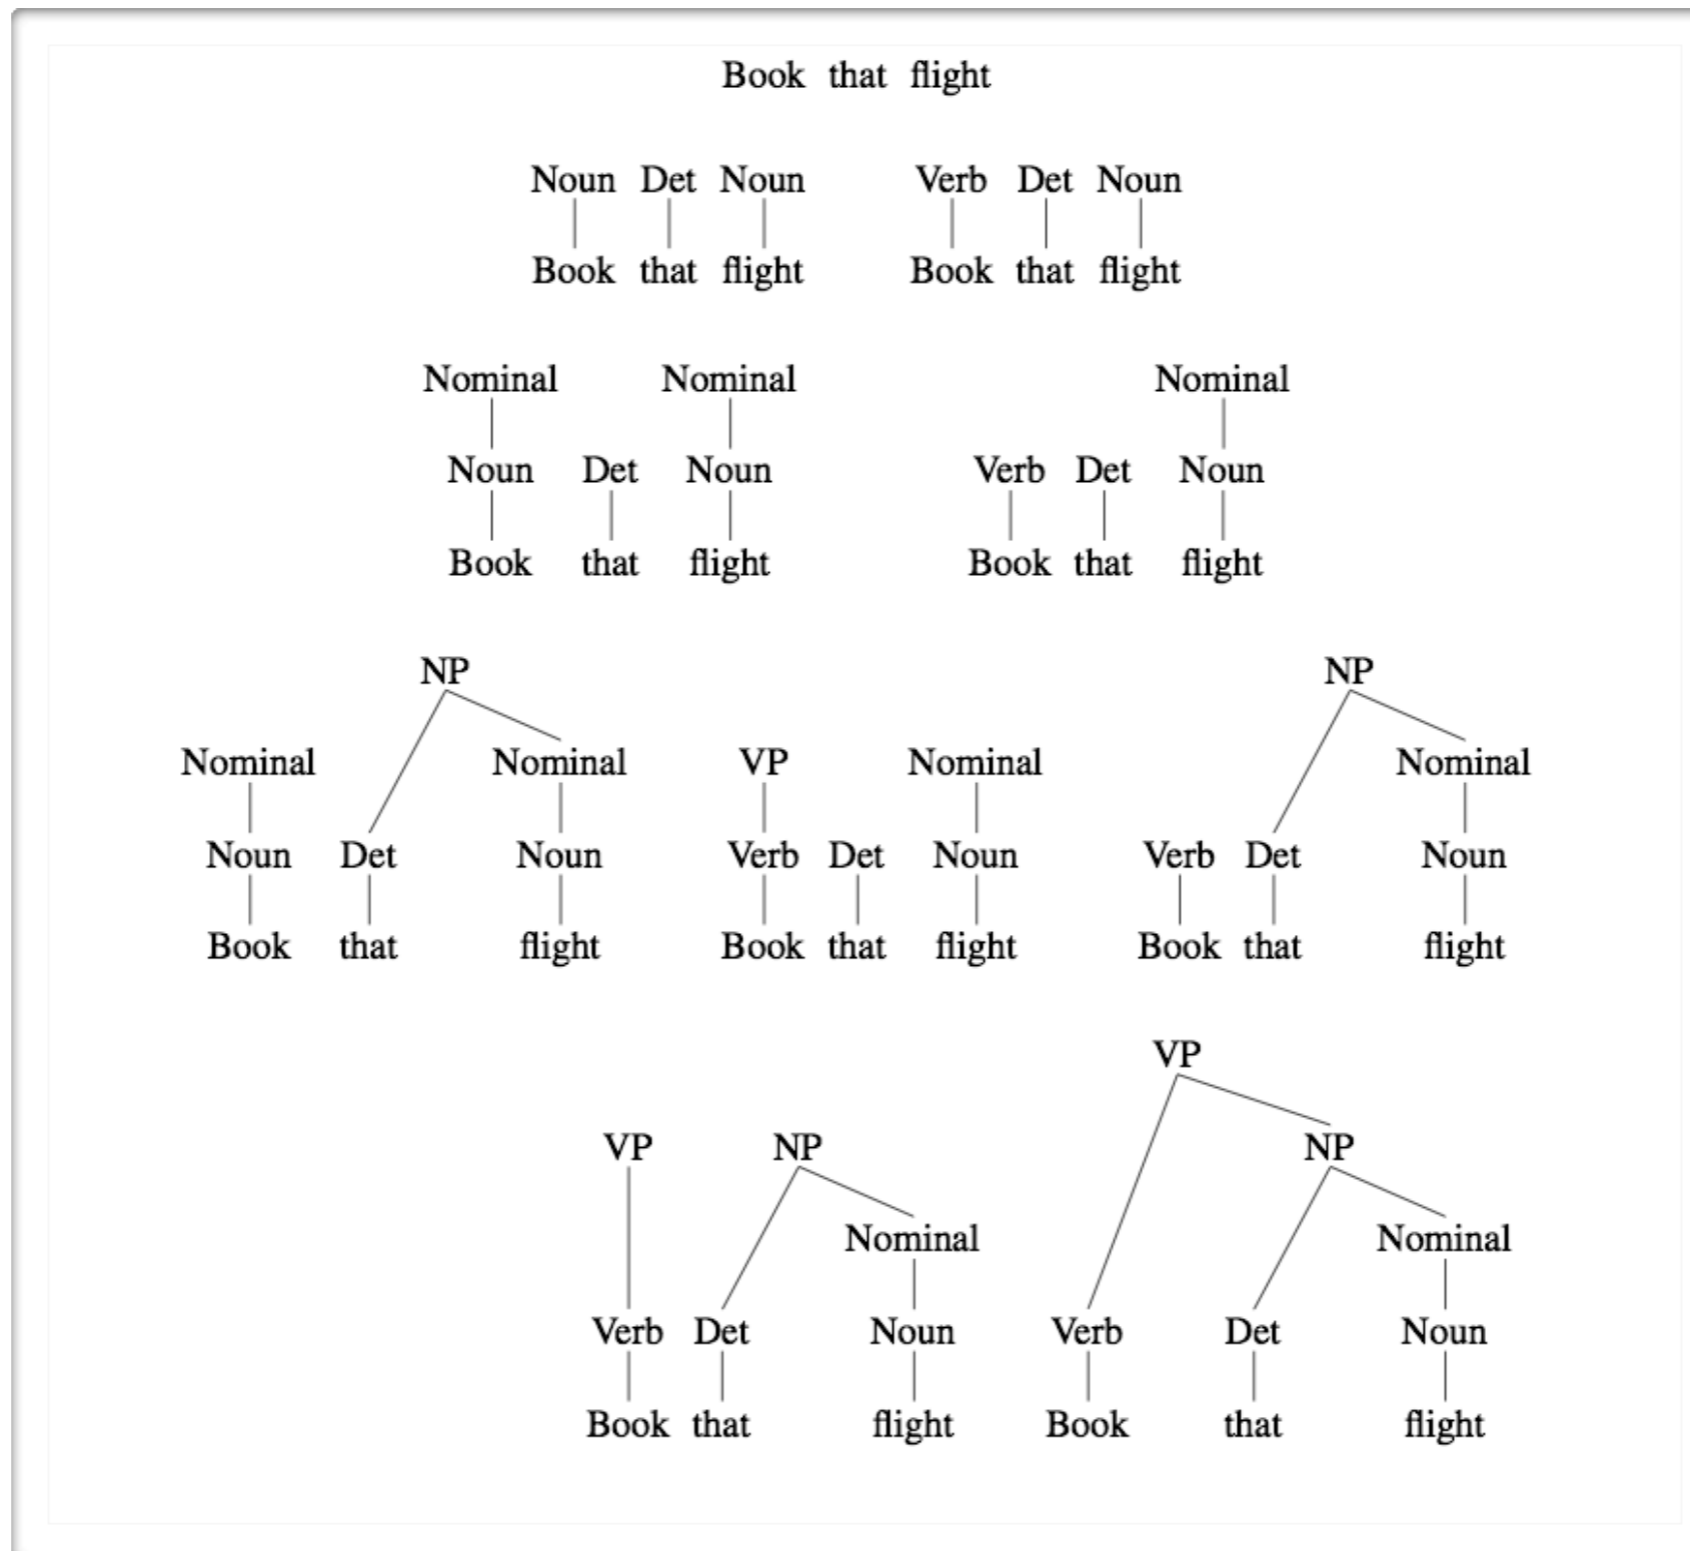 Book that flight
Noun Det Noun Verb Det Noun
Book that flight Book that flight
Nominal Nominal Nominal
Noun Det Noun Verb Det Noun
Book that flight Book that flight
NP NP
Nominal Nominal VP Nominal Nominal
Noun Det Noun Verb Det Noun Verb Det Noun
Book that flight Book that flight Book that flight
VP
VP NP NP
Nominal Nominal
Verb Det Noun Verb Det Noun
Book that flight Book that flight